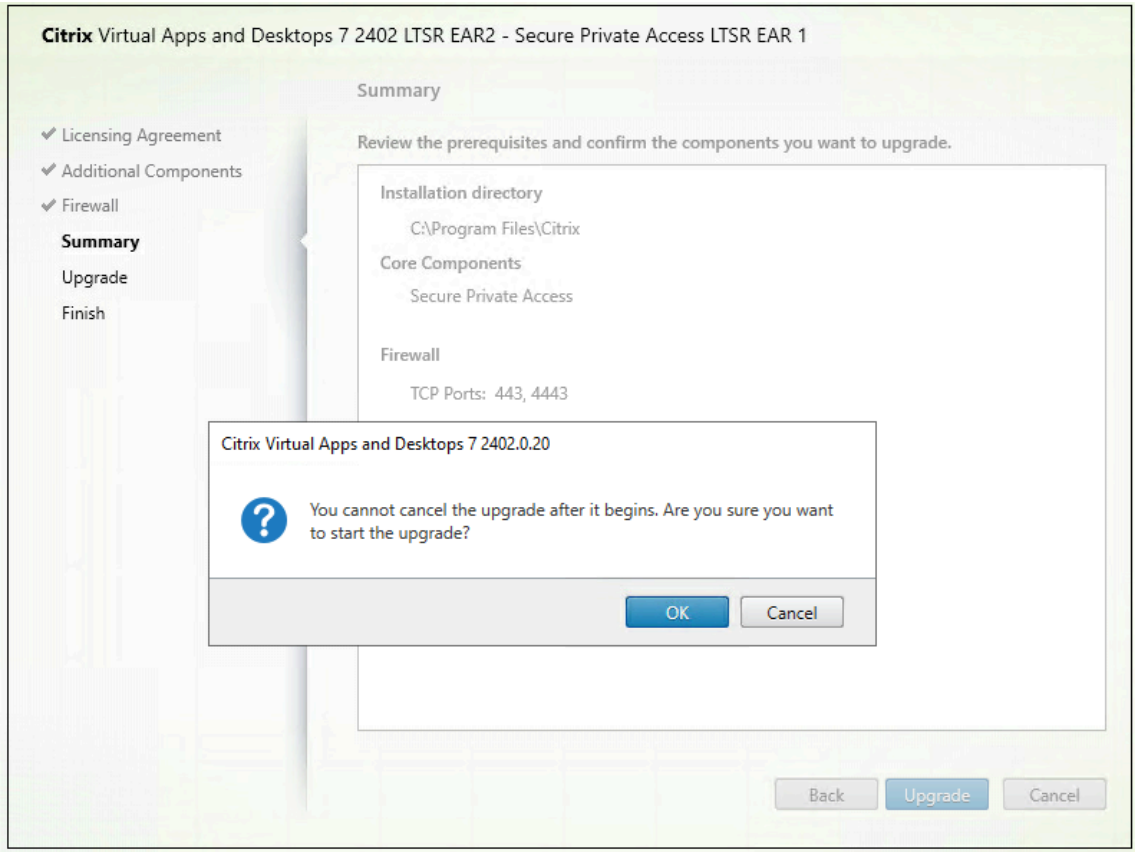 Citrix Virtual Apps and Desktops 7 2402 LTSR EAR2 - Secure Private Access LTSR EAR 1
Summary
Licensing Agreement
Additional Components
Firewall
Summary
Upgrade
Finish
Review the prerequisites and confirm the components you want to upgrade.
Installation directory
C:\Program Files\Citrix
Core Components
Secure Private Access
Firewall
TCP Ports: 443, 4443
Citrix Virtual Apps and Desktops 7 2402.0.20
You cannot cancel the upgrade after it begins. Are you sure you want
to start the upgrade?
OK
Cancel
Back
Upgrade
Cancel